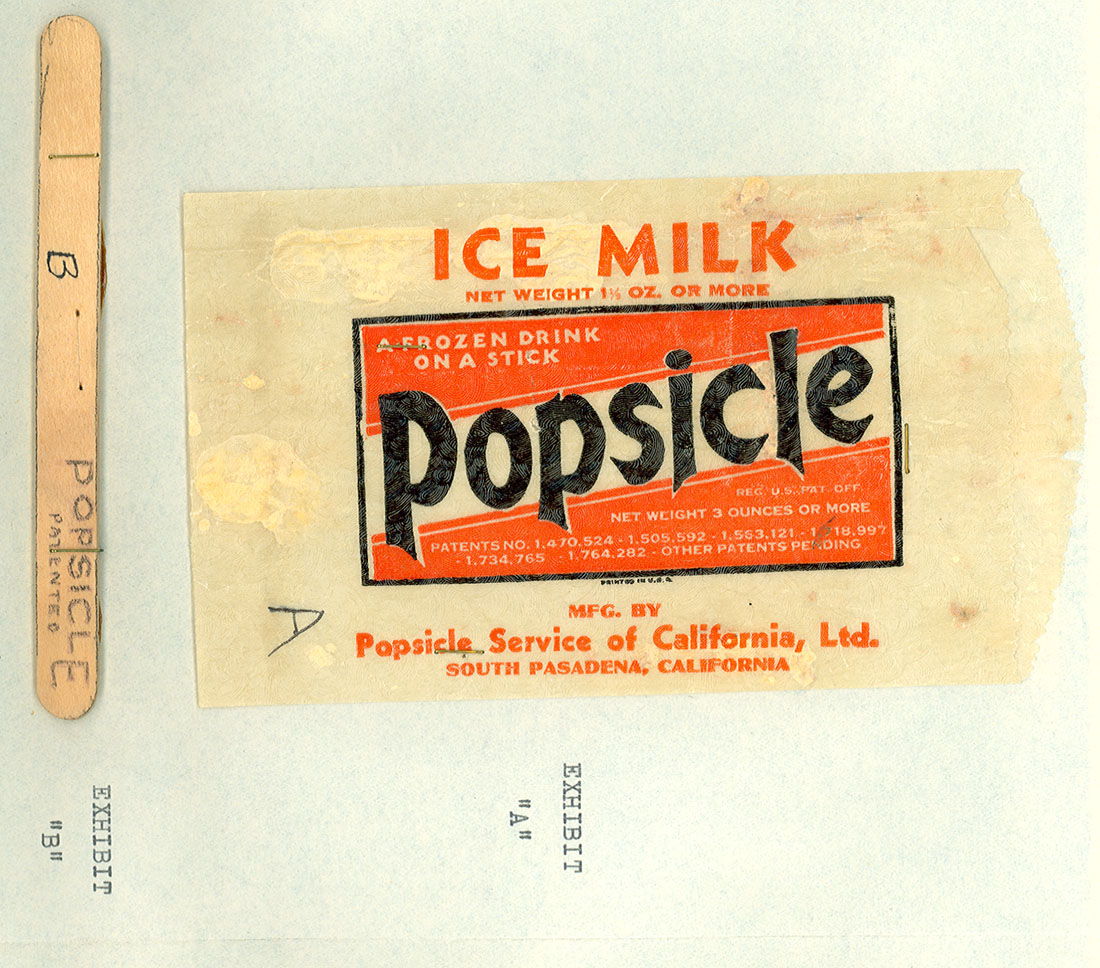 B
POPSICLE
PATENTED
ICE MILK
NET WEIGHT 1½ OZ. OR MORE
A FROZEN DRINK
ON A STICK
Popsicle
REG. U.S. PAT. OFF.
NET WEIGHT 3 OUNCES OR MORE
PATENTS NO. 1,470,524 - 1,505,592 - 1,563,121 - 18,997
- 1,734,765 - 1,764,282 - OTHER PATENTS PENDING
PRINTED IN U.S.A.
MFG. BY
Popsicle Service of California, Ltd.
SOUTH PASADENA, CALIFORNIA
A
EXHIBIT
"A"
EXHIBIT
"B"